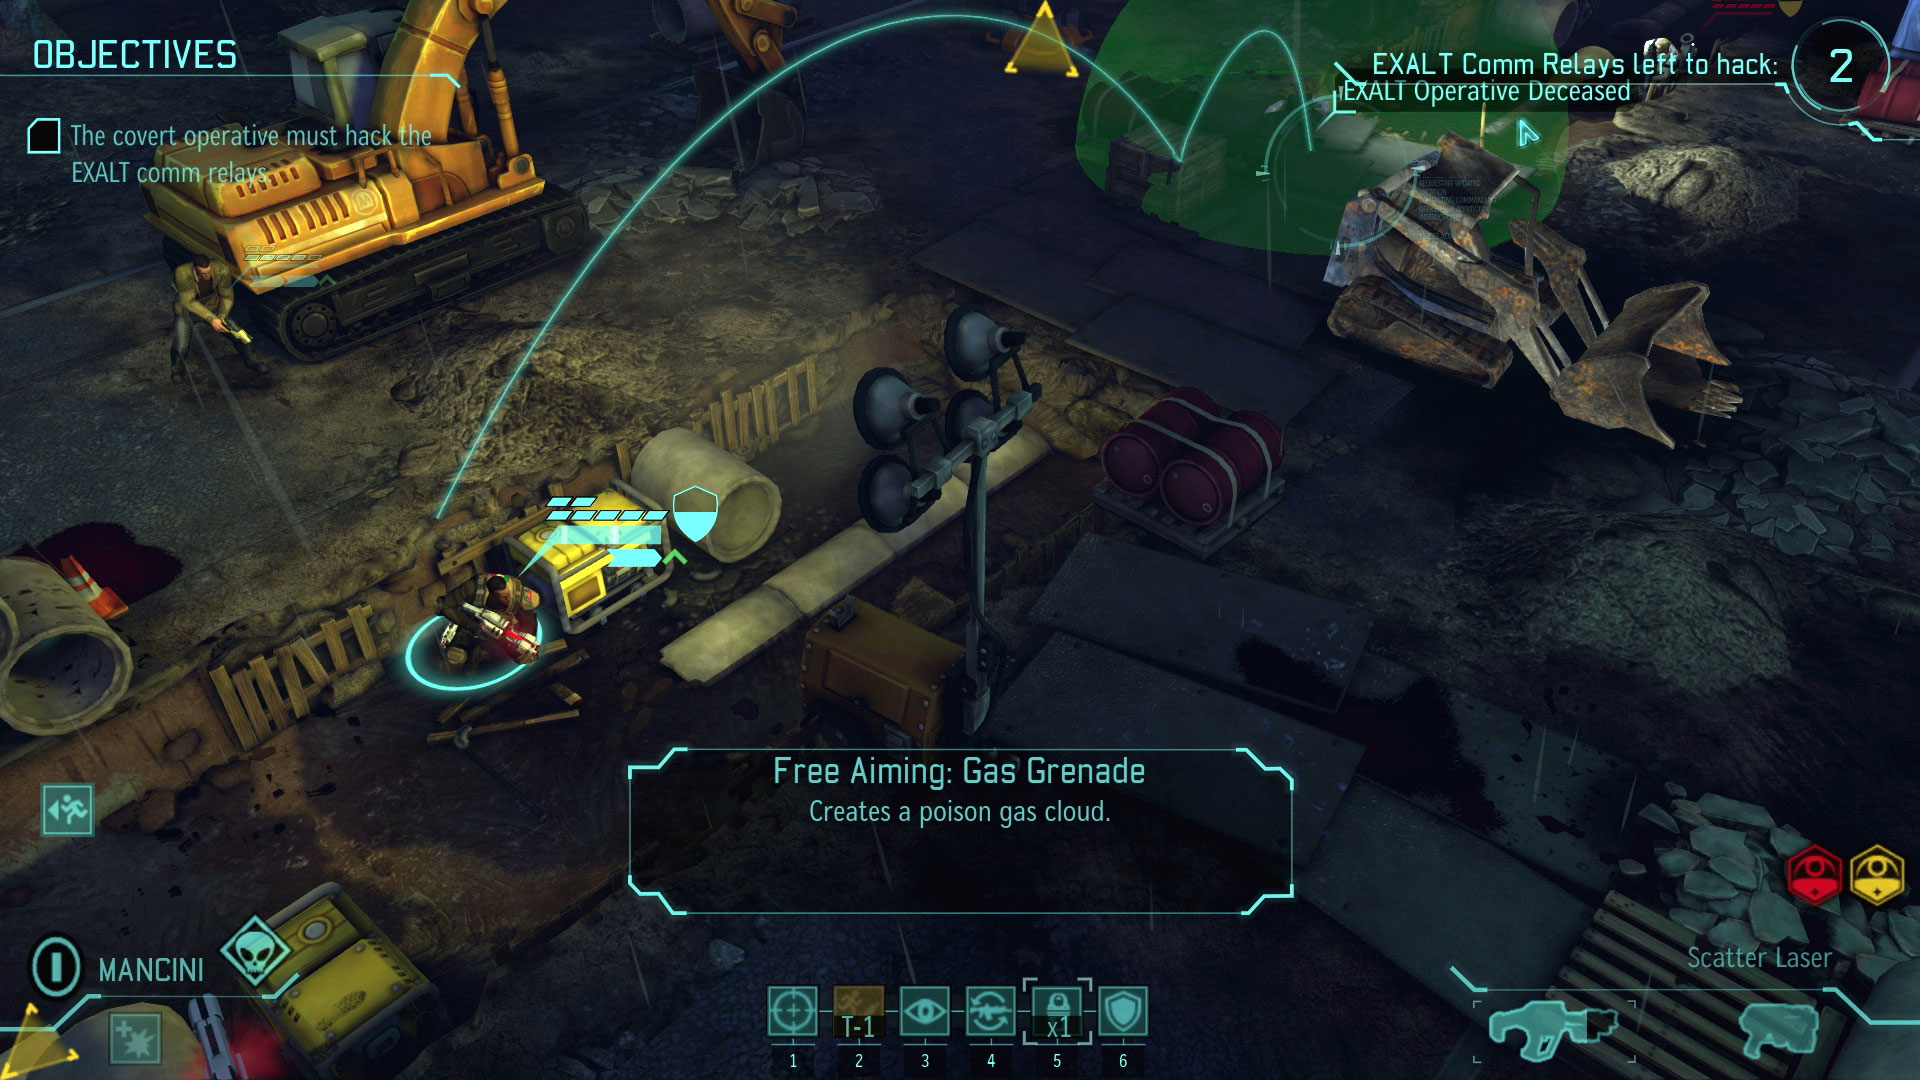 OBJECTIVES
The covert operative must hack the
EXALT comm relays.
EXALT Comm Relays left to hack:
2
EXALT Operative Deceased
Free Aiming: Gas Grenade
Creates a poison gas cloud.
MANCINI
Scatter Laser
T-1
x1
1
2
3
4
5
6